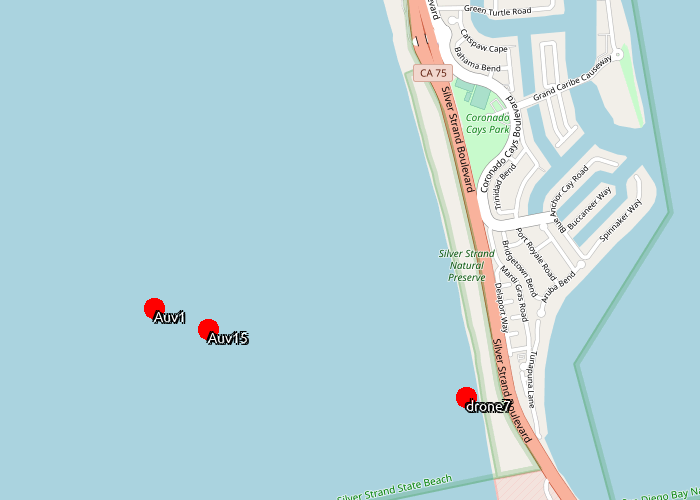 Green Turtle Road
Boulevard
Catspaw Cape
Bahama Bend
Grand Caribe Causeway
CA 75
Silver Strand Boulevard
Coronado
Cays Park
Coronado Cays Boulevard
Trinidad Bend
Anchor Cay Road
Buccaneer Way
Spinnaker Way
Port Royale Road
Silver Strand
Natural
Preserve
Bridgetown Bend
Mardi Gras Road
Aruba Bend
Delaport Way
Auv1
Auv15
Silver Strand Boulevard
Tunapuna Lane
drone7
Silver Strand State Beach
Diego Bay